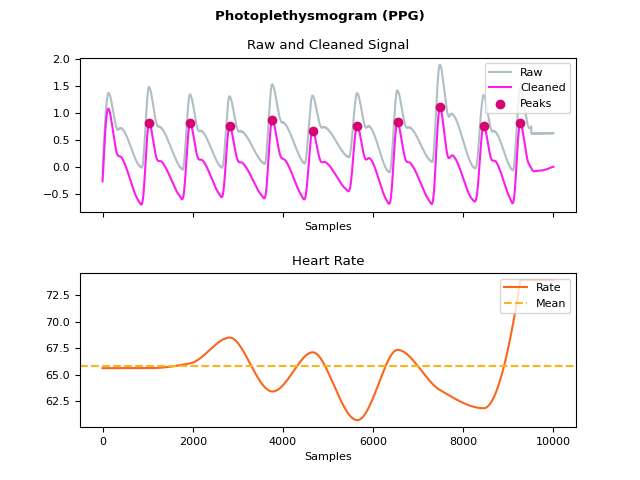 Photoplethysmogram (PPG)
Raw and Cleaned Signal
2.0
1.5
1.0
0.5
0.0
−0.5
Raw
Cleaned
Peaks
Samples
Heart Rate
72.5
70.0
67.5
65.0
62.5
Rate
Mean
0 2000 4000 6000 8000 10000
Samples